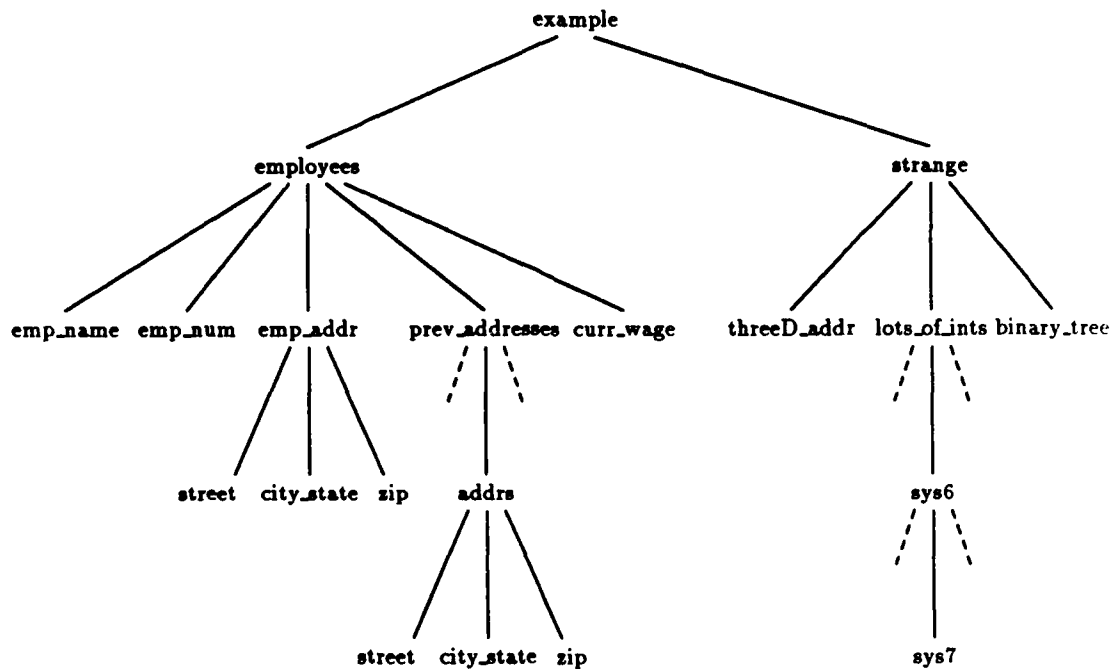 example
employees strange
emp_name emp_num emp_addr prev_addresses curr_wage threeD_addr lots_of_ints binary_tree
street city_state zip addrs sys6
street city_state zip sys7